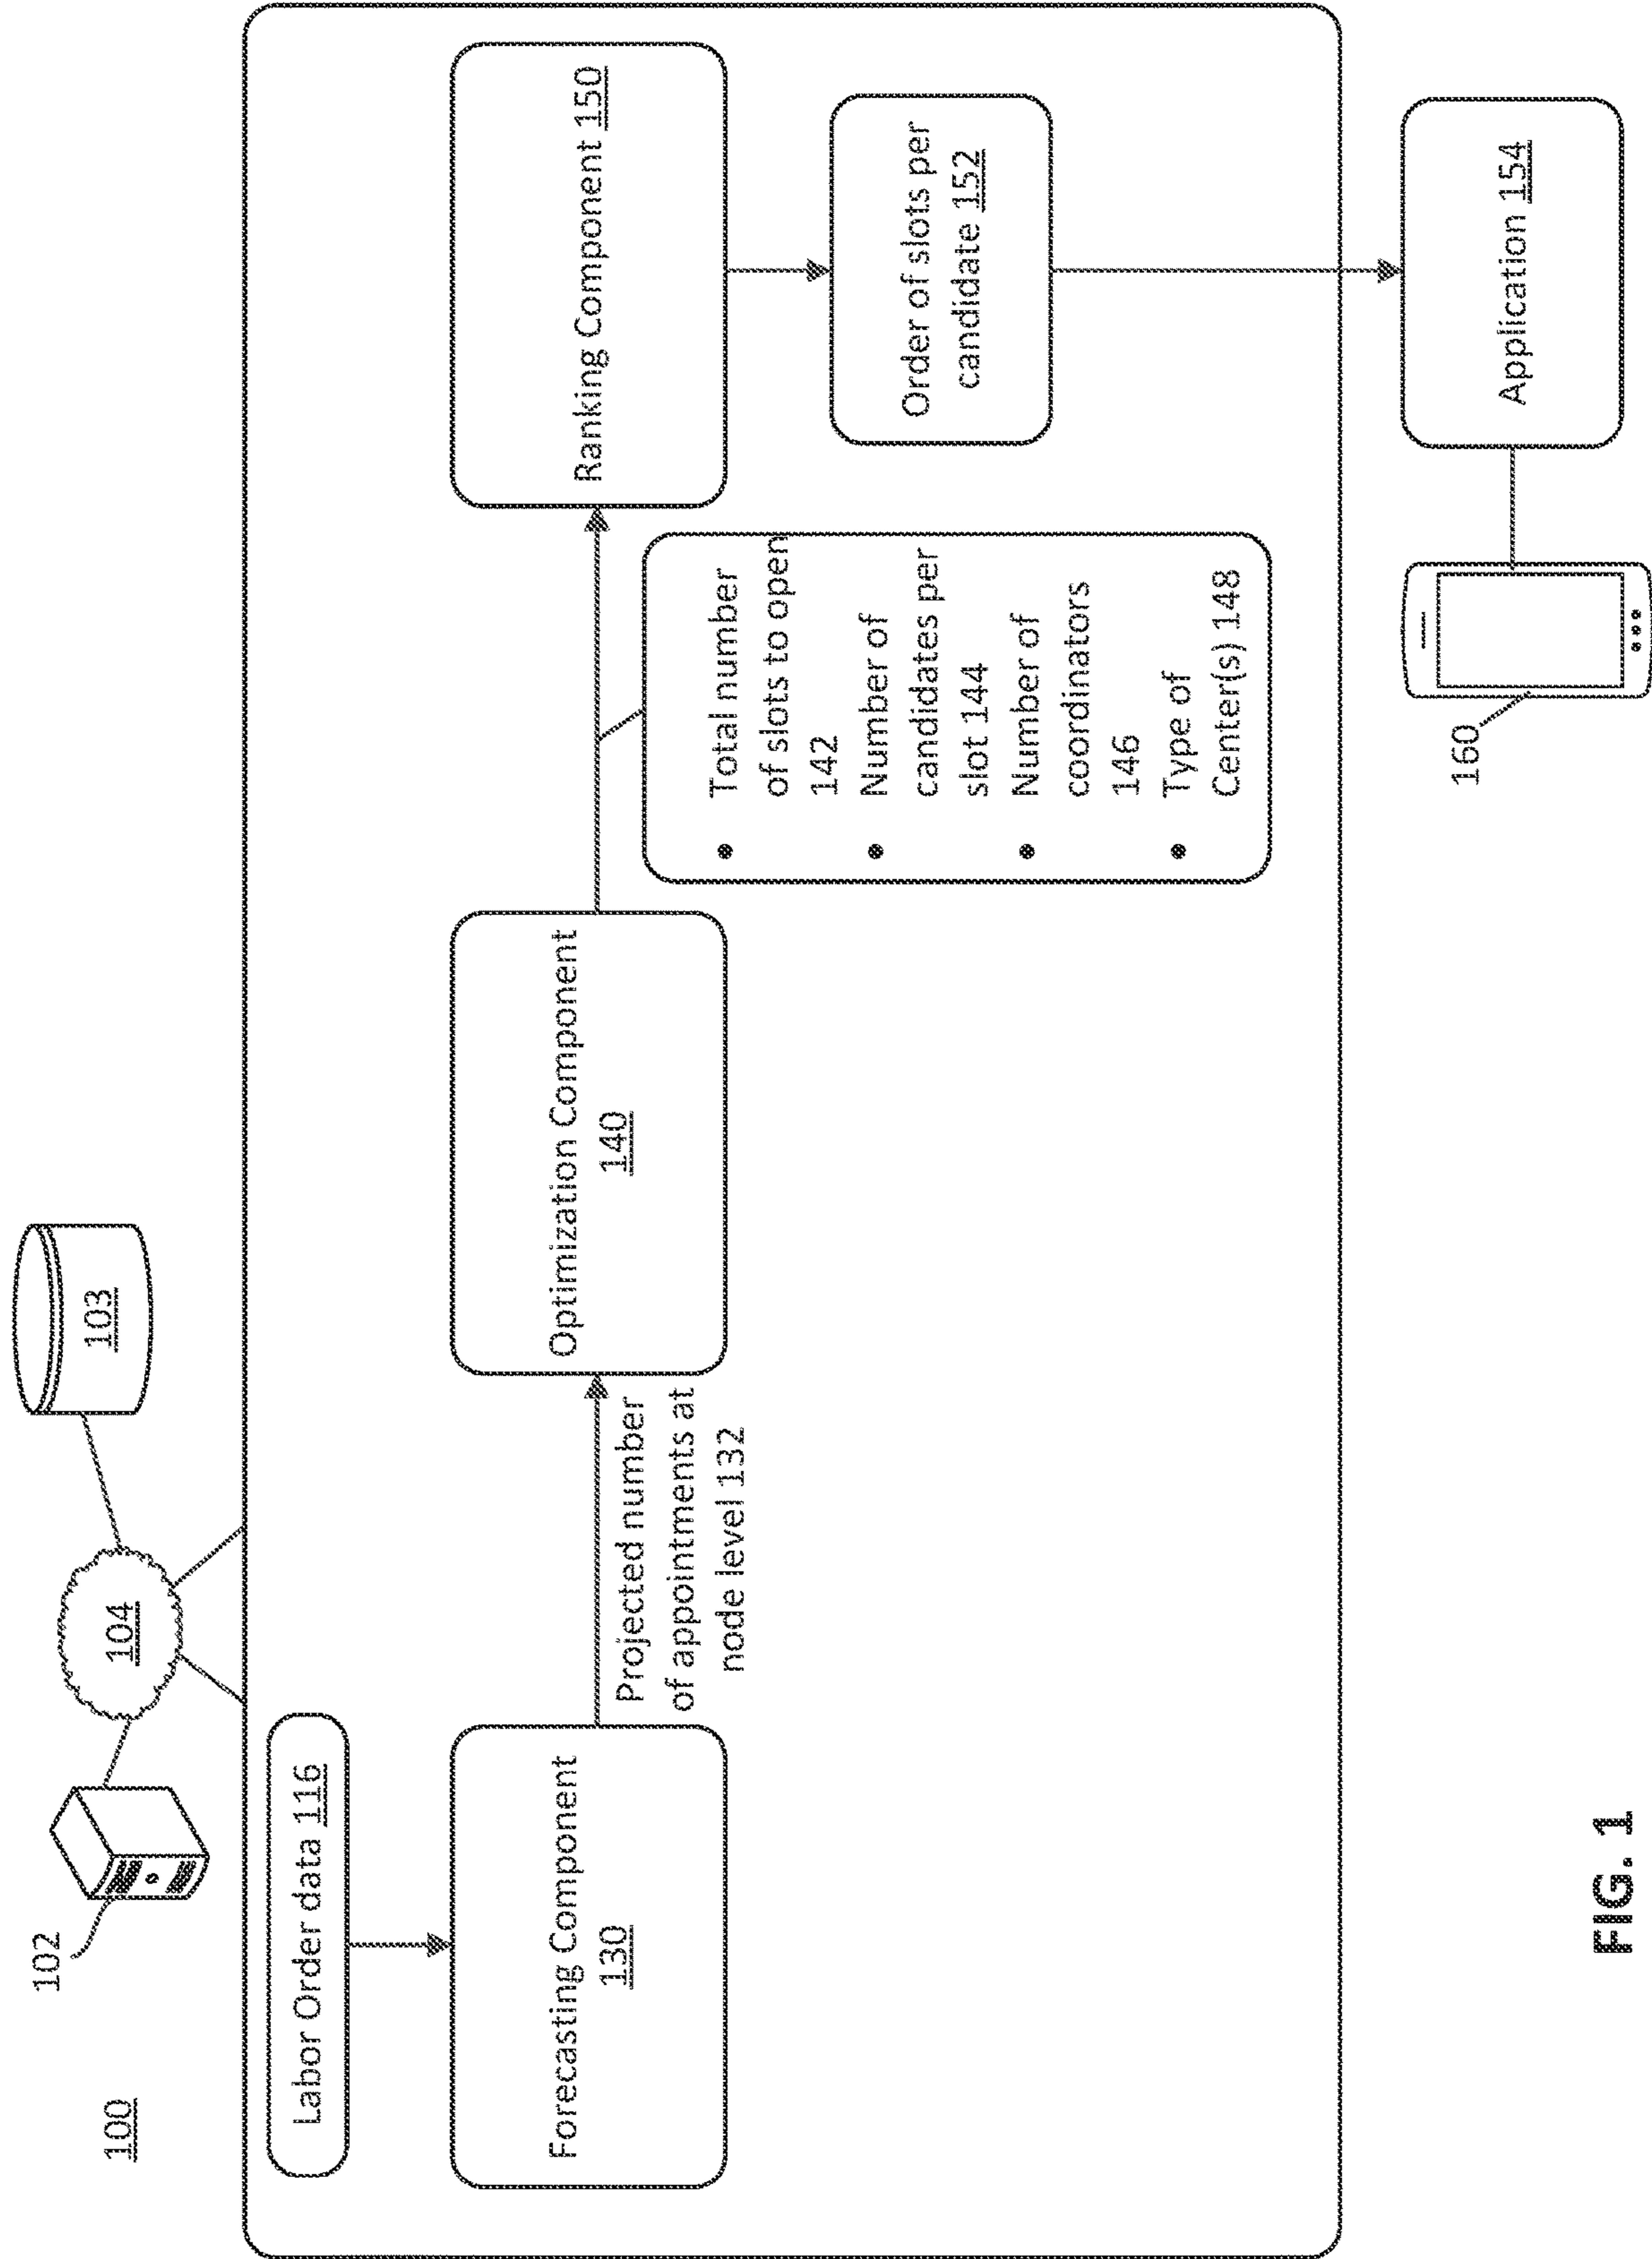 100
102
104
103
Labor Order data 116
Forecasting Component
130
Projected number
of appointments at
node level 132
Optimization Component
140
Ranking Component 150
• Total number
of slots to open
142
• Number of
candidates per
slot 144
• Number of
coordinators
146
• Type of
Center(s) 148
Order of slots per
candidate 152
160
Application 154
FIG. 1